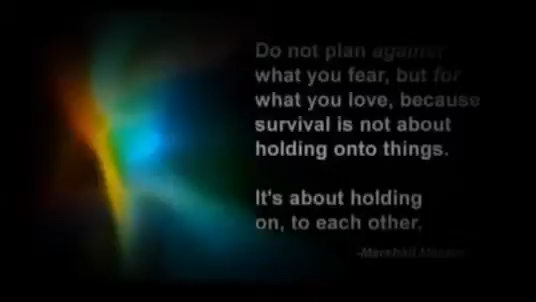 Do not plan against
what you fear, but for
what you love, because
survival is not about
holding onto things.
It's about holding
on, to each other.
-Marshall